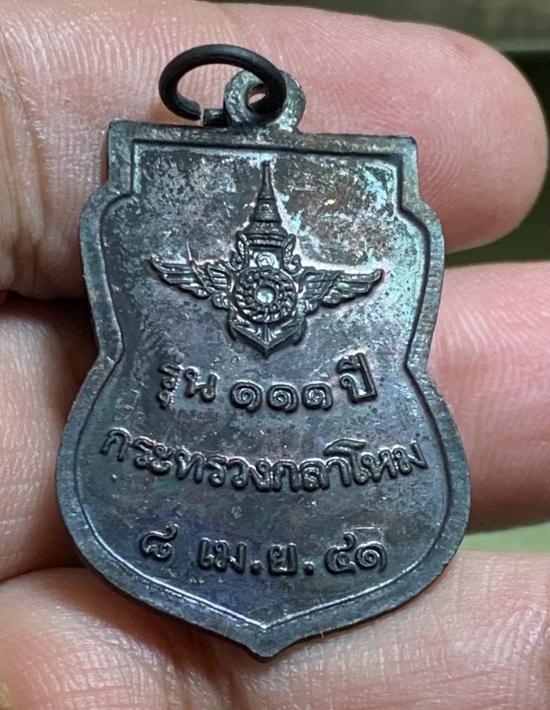 รุ่น ๑๑๑ ปี
กระทรวงกลาโหม
๘ เม.ย. ๔๑